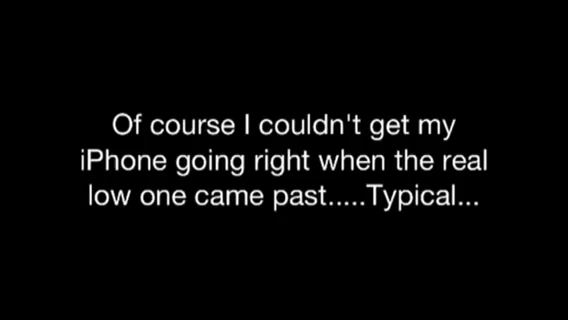 Of course I couldn't get my
iPhone going right when the real
low one came past.....Typical...